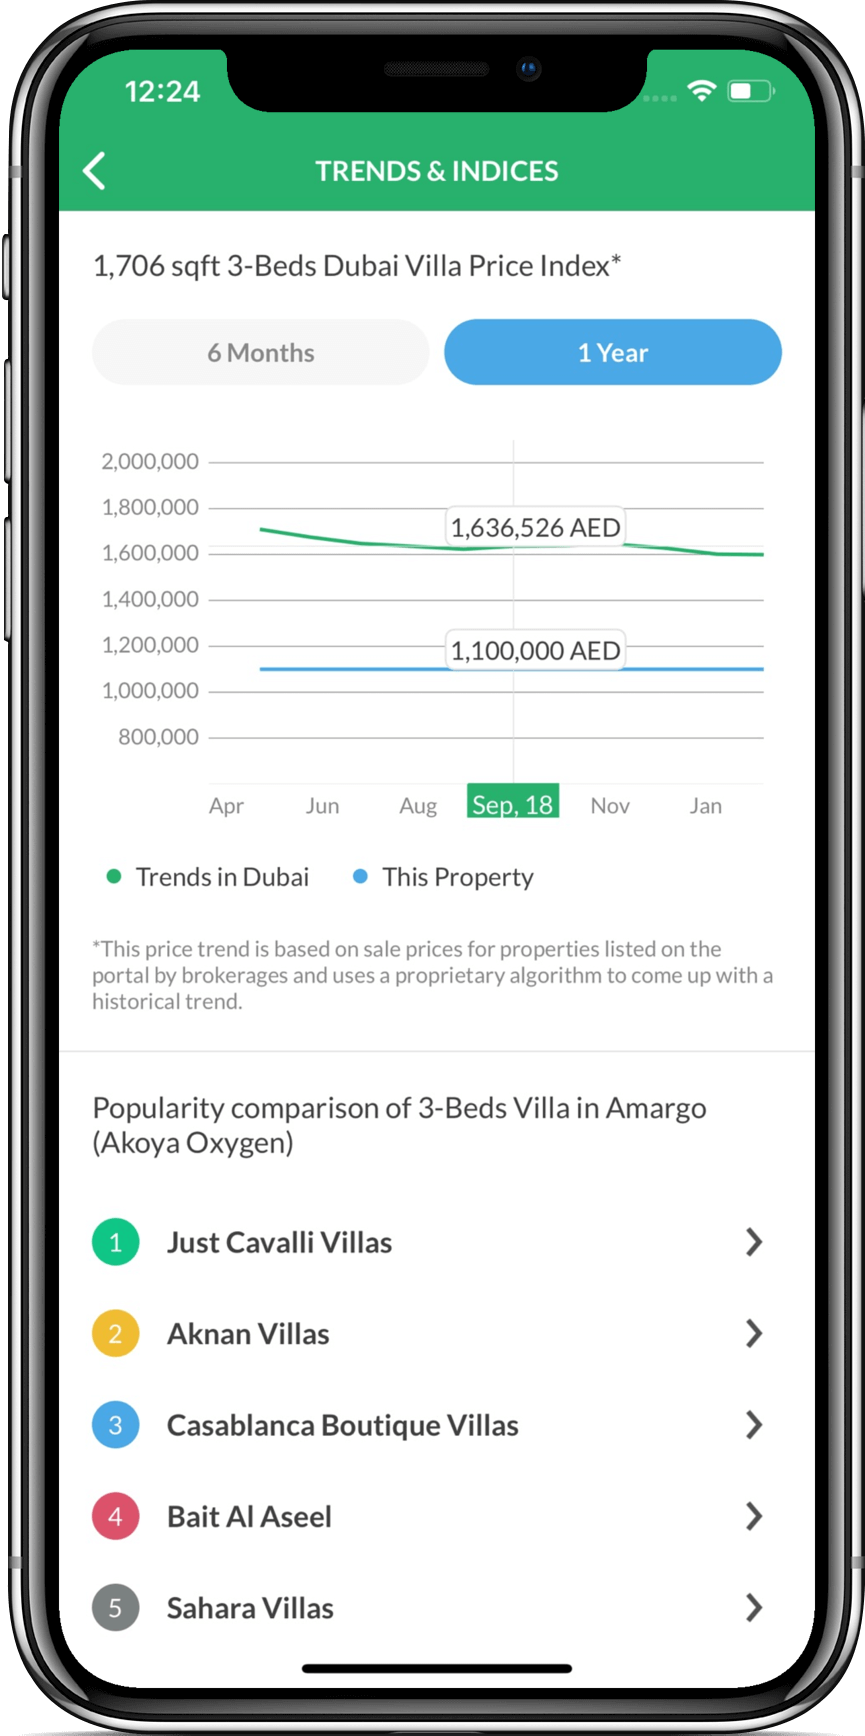 12:24
TRENDS & INDICES
1,706 sqft 3-Beds Dubai Villa Price Index*
6 Months
1 Year
2,000,000
1,800,000
1,636,526 AED
1,600,000
1,400,000
1,200,000
1,100,000 AED
1,000,000
800,000
Apr Jun Aug Sep, 18 Nov Jan
Trends in Dubai This Property
*This price trend is based on sale prices for properties listed on the
portal by brokerages and uses a proprietary algorithm to come up with a
historical trend.
Popularity comparison of 3-Beds Villa in Amargo
(Akoya Oxygen)
1 Just Cavalli Villas
2 Aknan Villas
3 Casablanca Boutique Villas
4 Bait Al Aseel
5 Sahara Villas